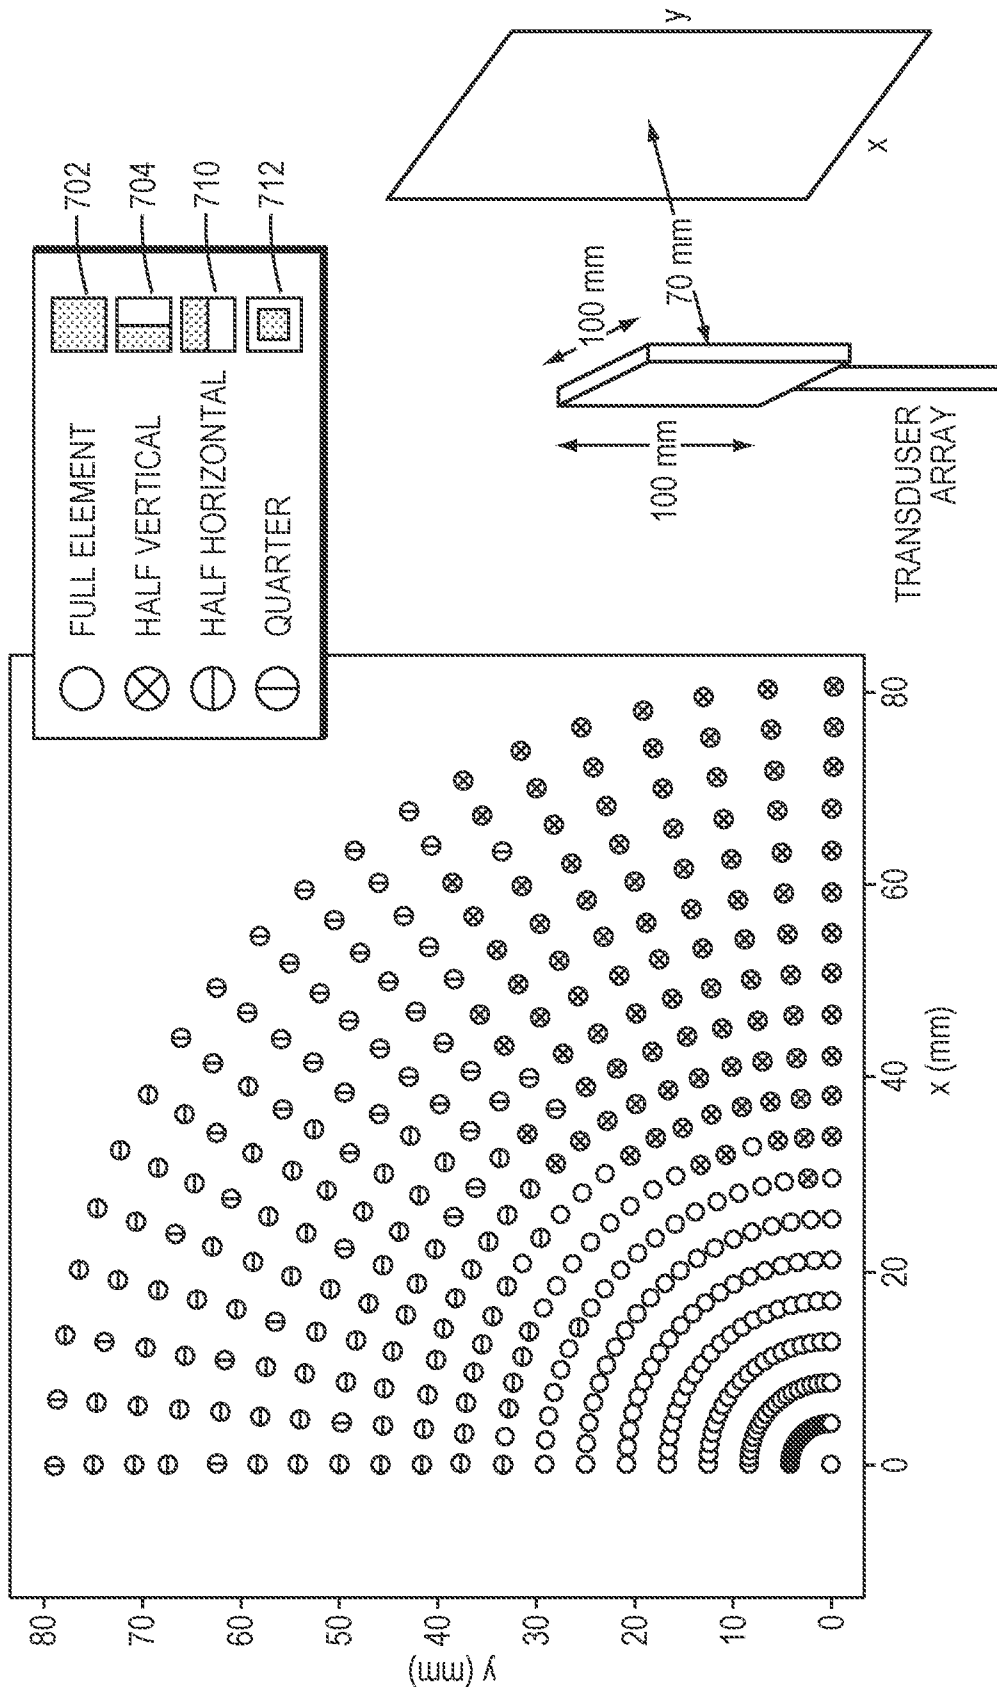 FULL ELEMENT
702
HALF VERTICAL
704
HALF HORIZONTAL
710
QUARTER
712
y (mm)
80
70
60
50
40
30
20
10
0
0
20
40
60
80
x (mm)
100 mm
100 mm
70 mm
TRANSDUSER
ARRAY
x
y